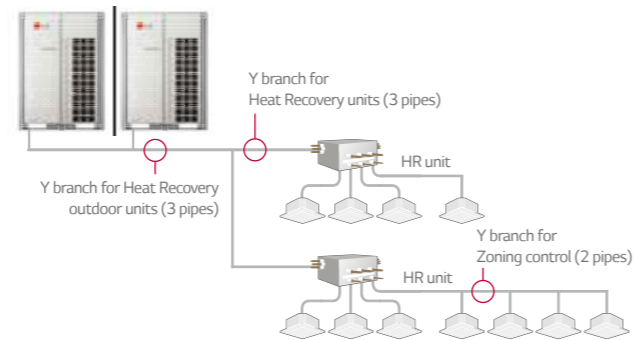 Y branch for
Heat Recovery units (3 pipes)
HR unit
Y branch for Heat Recovery
outdoor units (3 pipes)
Y branch for
Zoning control (2 pipes)
HR unit